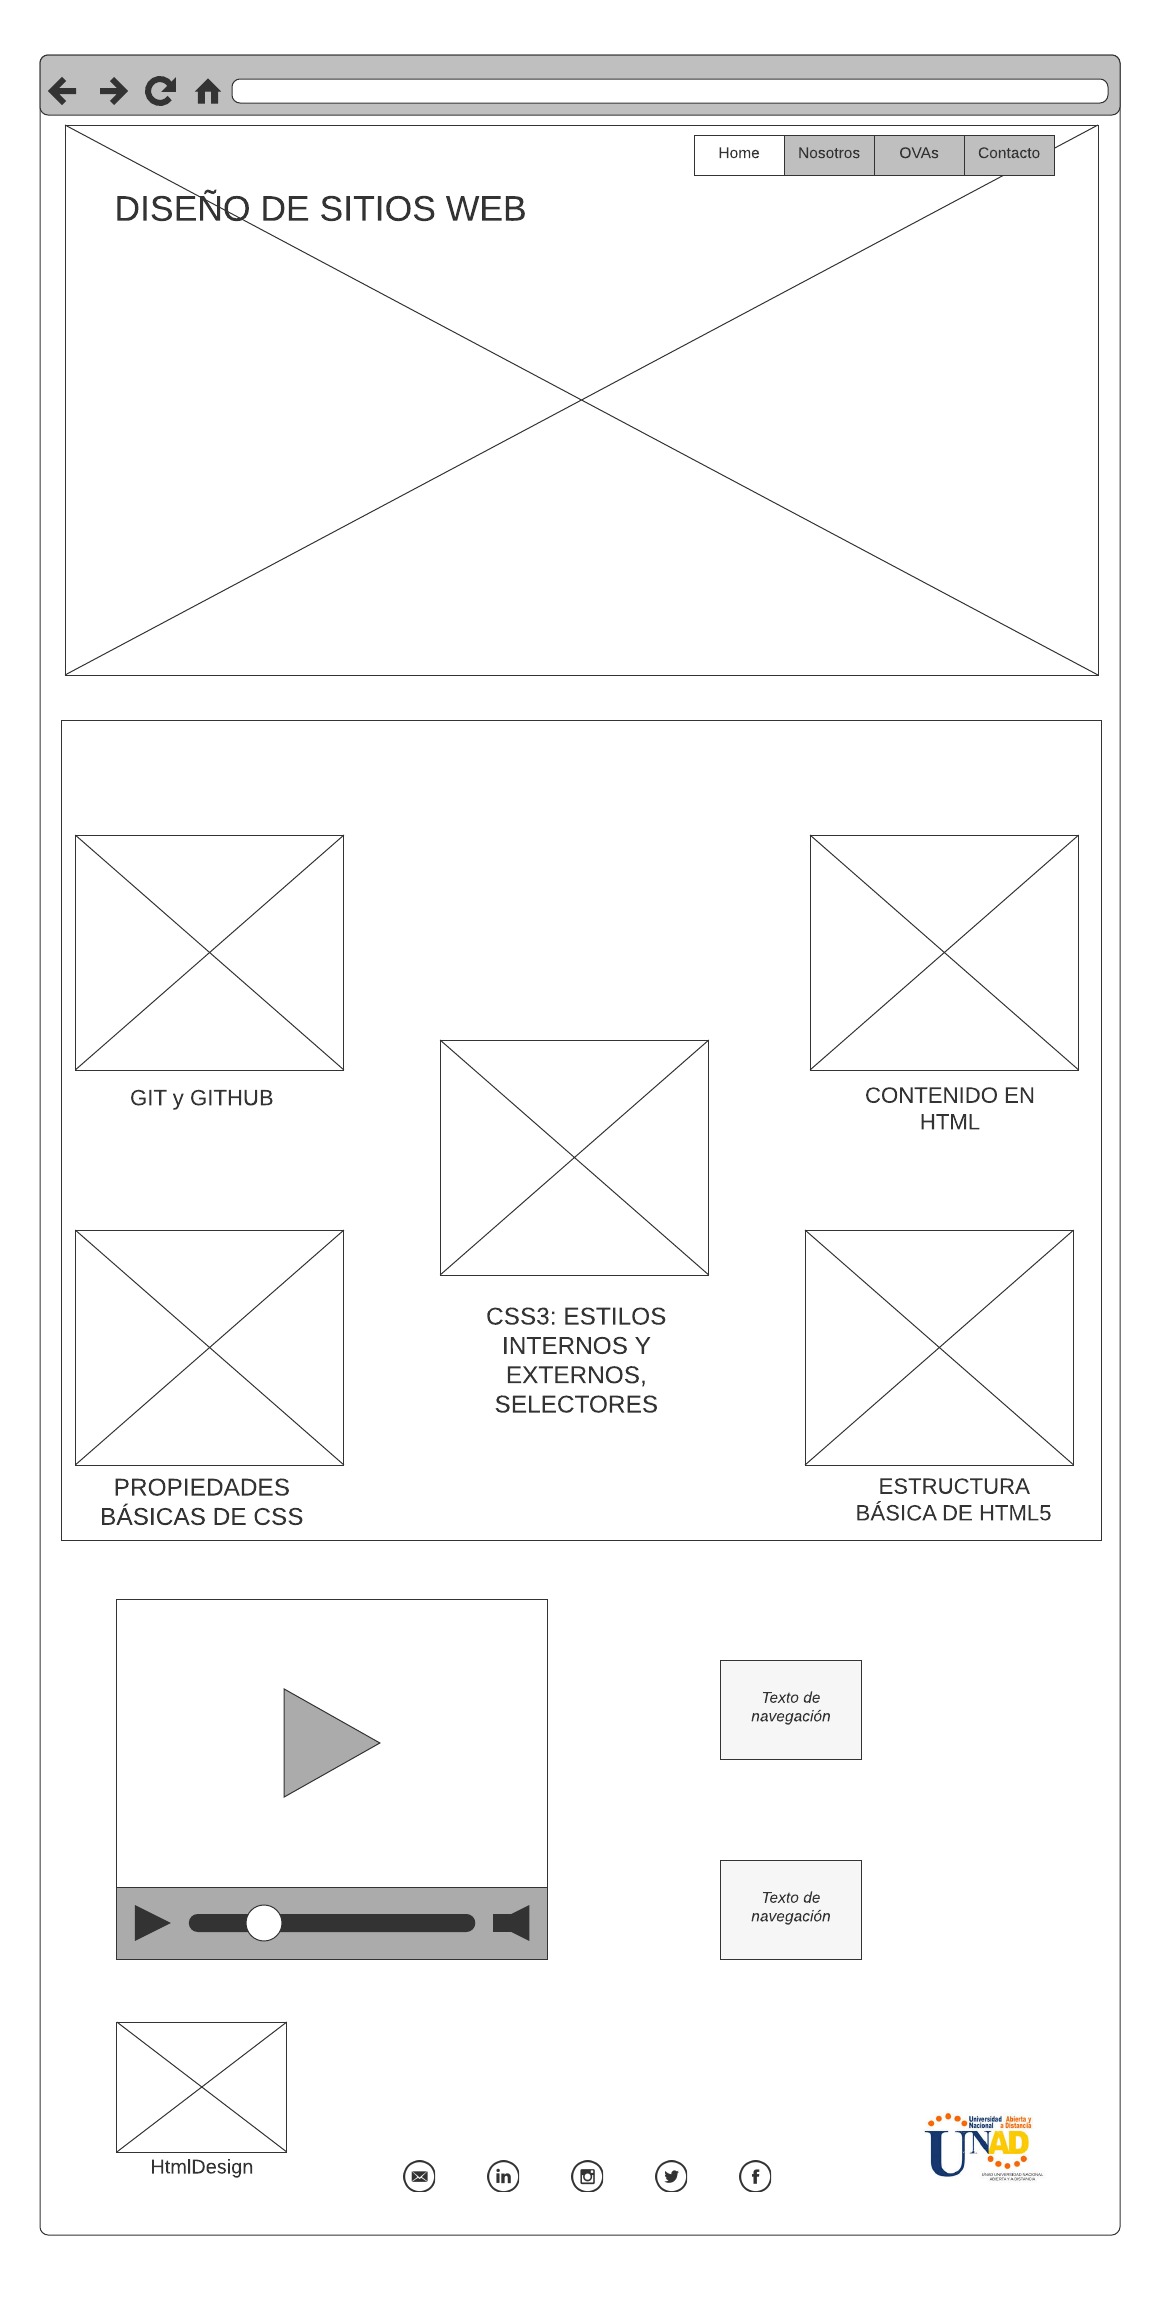 Home Nosotros OVAs Contacto
DISEÑO DE SITIOS WEB
GIT y GITHUB
CONTENIDO EN
HTML
CSS3: ESTILOS
INTERNOS Y
EXTERNOS,
SELECTORES
PROPIEDADES
BÁSICAS DE CSS
ESTRUCTURA
BÁSICA DE HTML5
Texto de
navegación
Texto de
navegación
HtmlDesign
in
f
Universidad Abierta y
Nacional a Distancia
UNAD
UNAD UNIVERSIDAD NACIONAL
ABIERTA Y A DISTANCIA